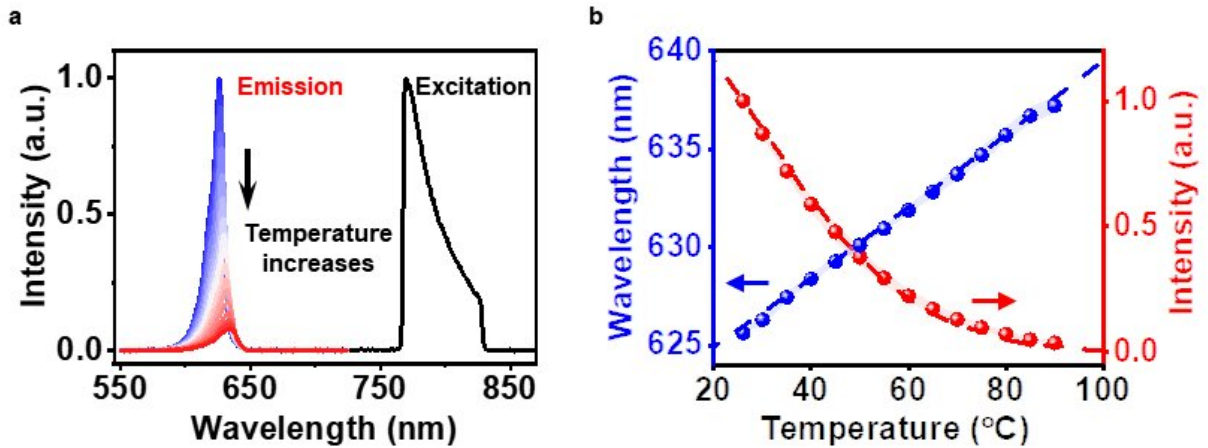 a
Intensity (a.u.)
1.0
0.5
0.0
Emission
Excitation
Temperature
increases
550
650
750
850
Wavelength (nm)
b
Wavelength (nm)
640
635
630
625
1.0
0.5
0.0
Intensity (a.u.)
20
40
60
80
100
Temperature (°C)